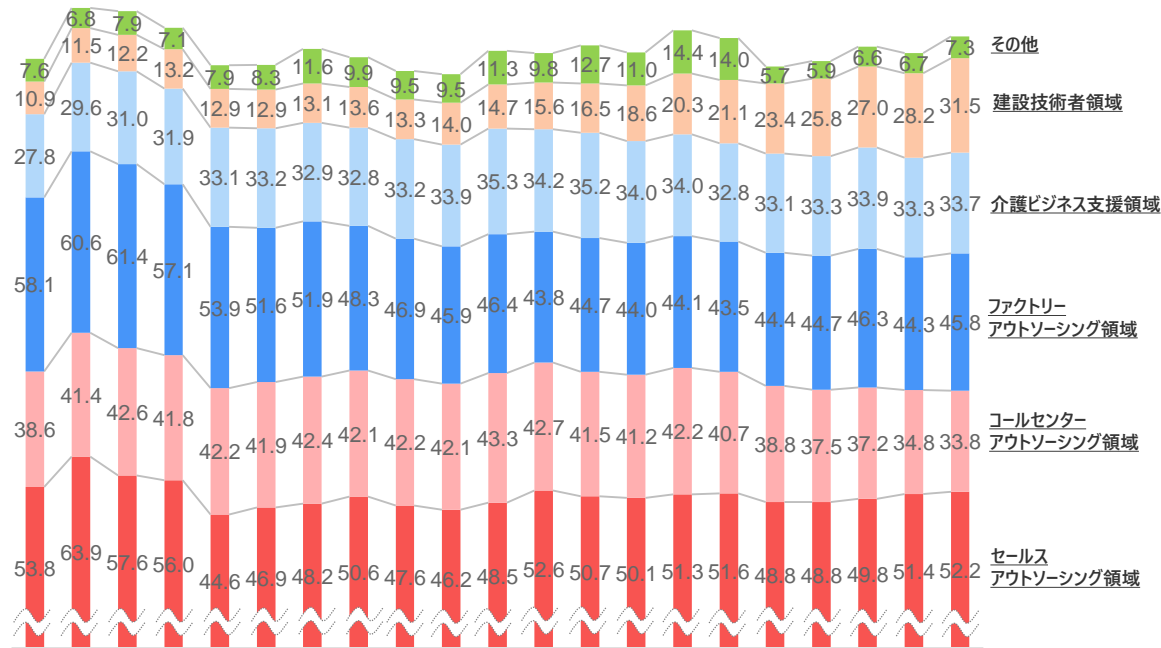 7.6 6.8 7.9 7.1 7.9 8.3 11.6 9.9 9.5 9.5 11.3 9.8 12.7 11.0 14.4 14.0 5.7 5.9 6.6 6.7 7.3 その他
10.9 11.5 12.2 13.2 12.9 12.9 13.1 13.6 13.3 14.0 14.7 15.6 16.5 18.6 20.3 21.1 23.4 25.8 27.0 28.2 31.5 建設技術者領域
27.8 29.6 31.0 31.9 33.1 33.2 32.9 32.8 33.2 33.9 35.3 34.2 35.2 34.0 34.0 32.8 33.1 33.3 33.9 33.3 33.7 介護ビジネス支援領域
58.1 60.6 61.4 57.1 53.9 51.6 51.9 48.3 46.9 45.9 46.4 43.8 44.7 44.0 44.1 43.5 44.4 44.7 46.3 44.3 45.8 ファクトリー
アウトソーシング領域
38.6 41.4 42.6 41.8 42.2 41.9 42.4 42.1 42.2 42.1 43.3 42.7 41.5 41.2 42.2 40.7 38.8 37.5 37.2 34.8 33.8 コールセンター
アウトソーシング領域
53.8 63.9 57.6 56.0 44.6 46.9 48.2 50.6 47.6 46.2 48.5 52.6 50.7 50.1 51.3 51.6 48.8 48.8 49.8 51.4 52.2 セールス
アウトソーシング領域